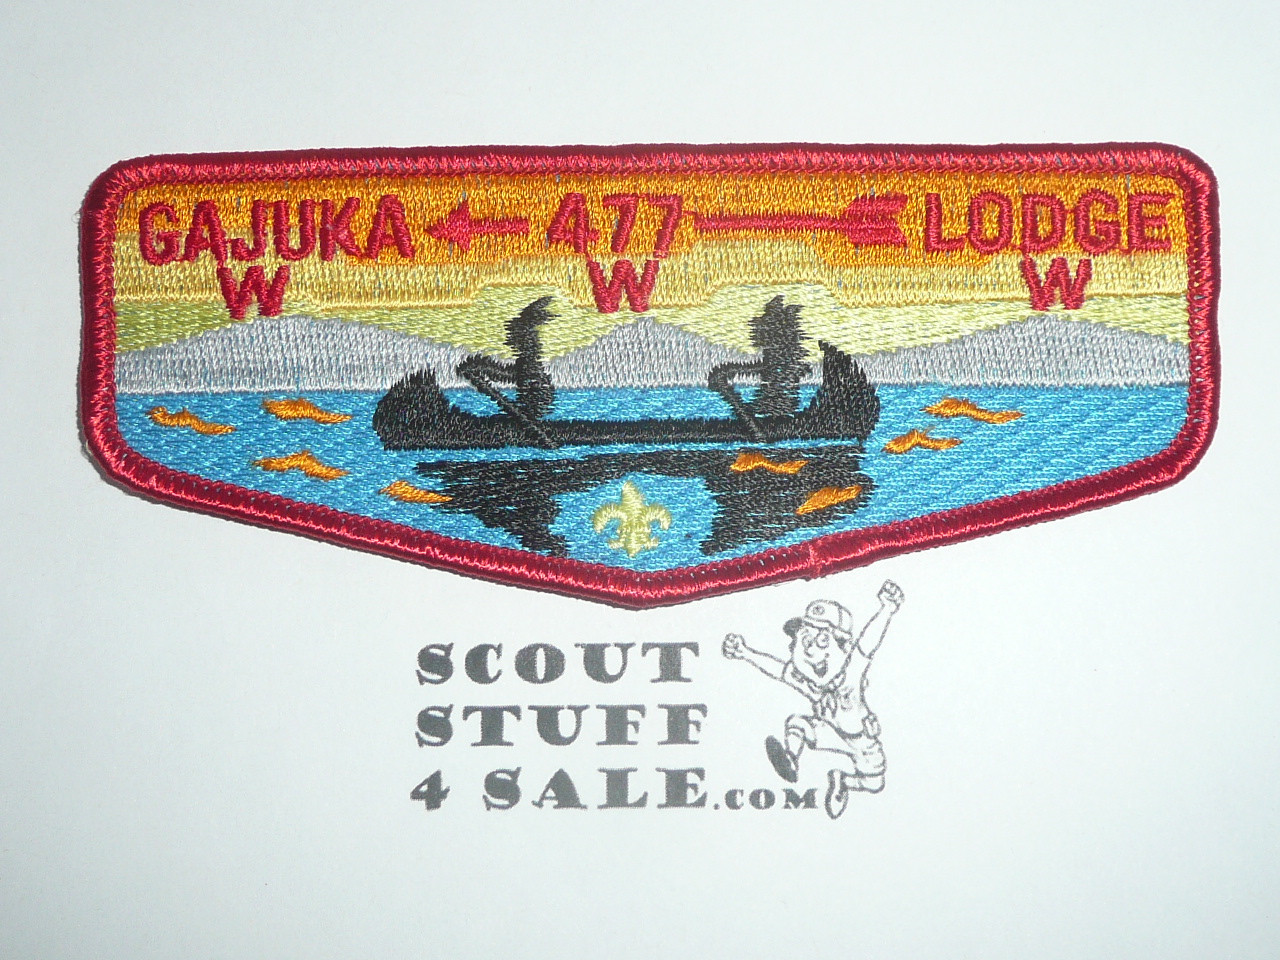 GAJUKA 477 LODGE
W W W
SCOUT
STUFF
4 SALE.COM